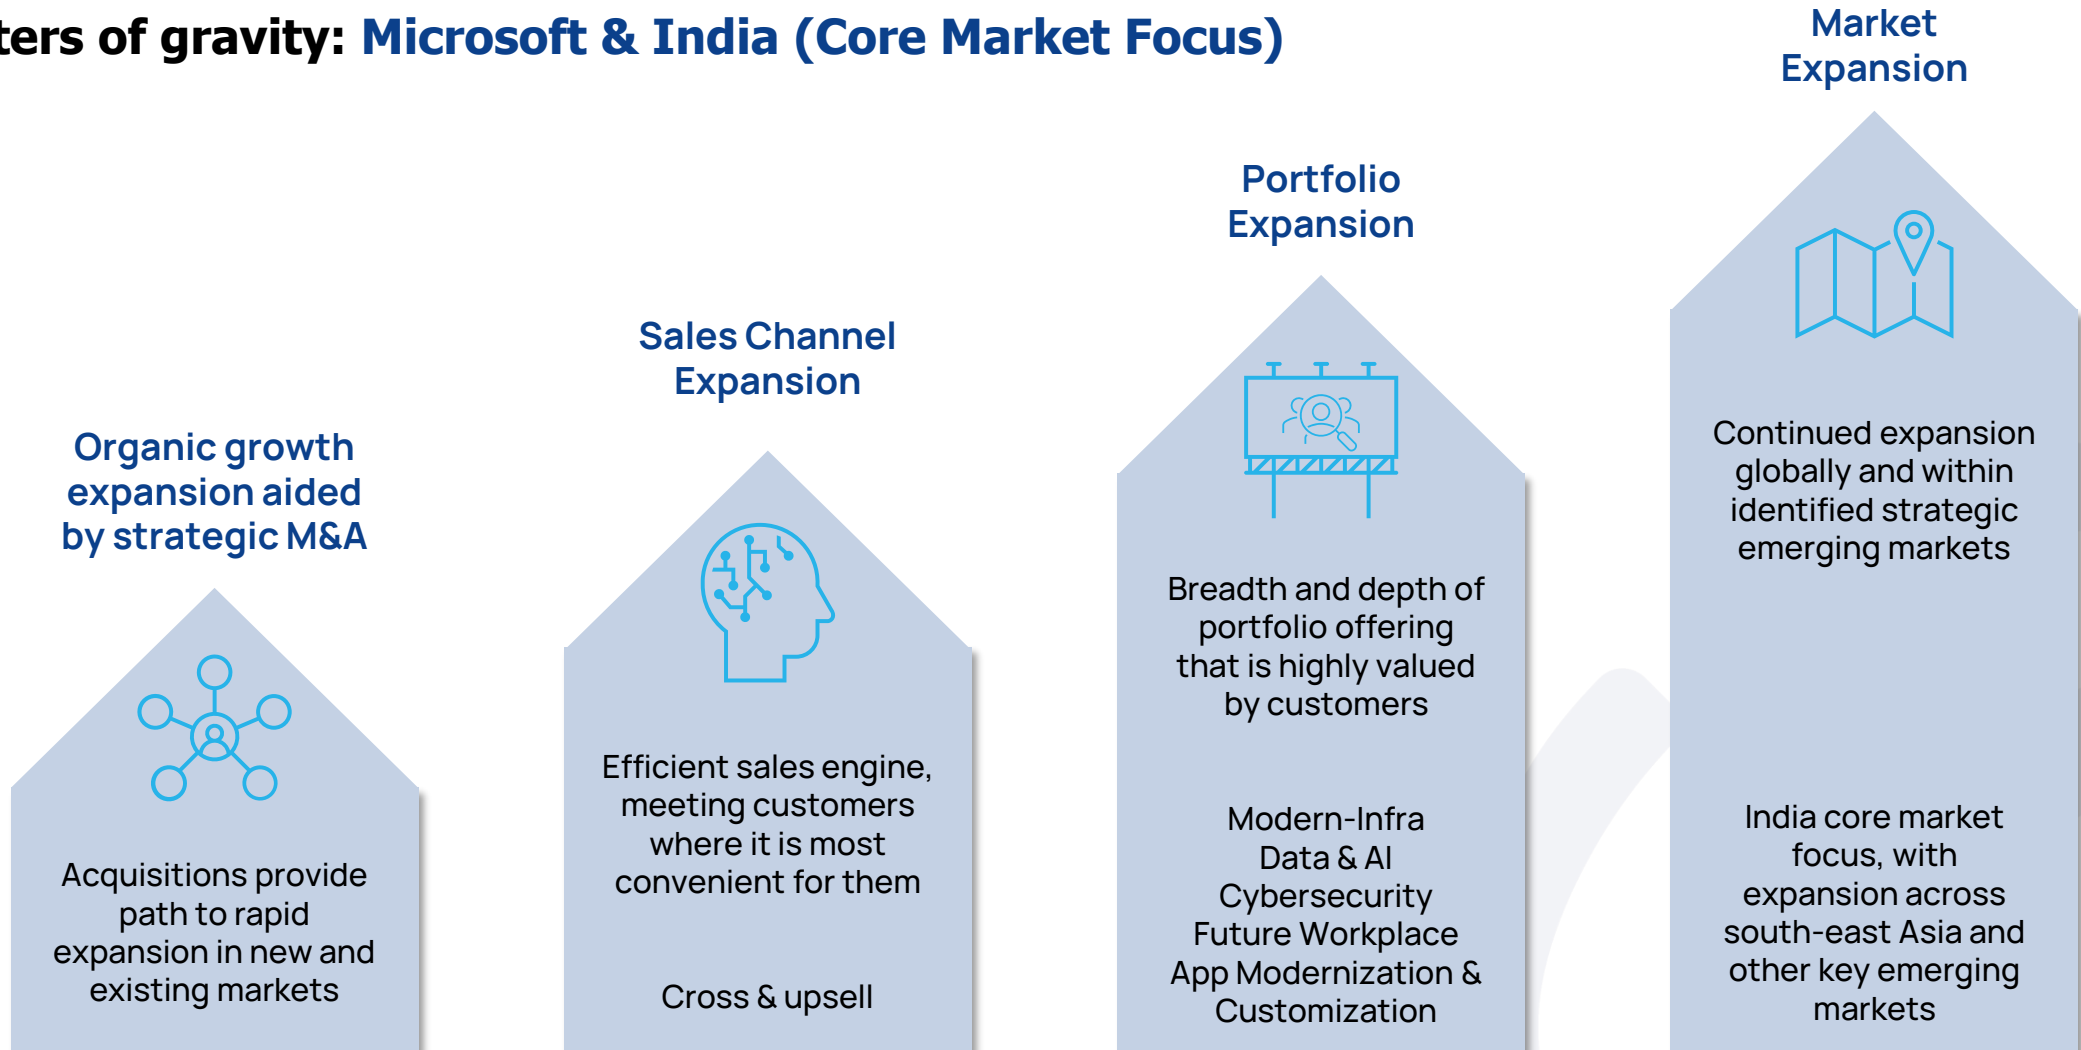 ters of gravity: Microsoft & India (Core Market Focus)
Organic growth
expansion aided
by strategic M&A
Acquisitions provide
path to rapid
expansion in new and
existing markets
Sales Channel
Expansion
Efficient sales engine,
meeting customers
where it is most
convenient for them
Cross & upsell
Portfolio
Expansion
Breadth and depth of
portfolio offering
that is highly valued
by customers
Modern-Infra
Data & AI
Cybersecurity
Future Workplace
App Modernization &
Customization
Market
Expansion
Continued expansion
globally and within
identified strategic
emerging markets
India core market
focus, with
expansion across
south-east Asia and
other key emerging
markets